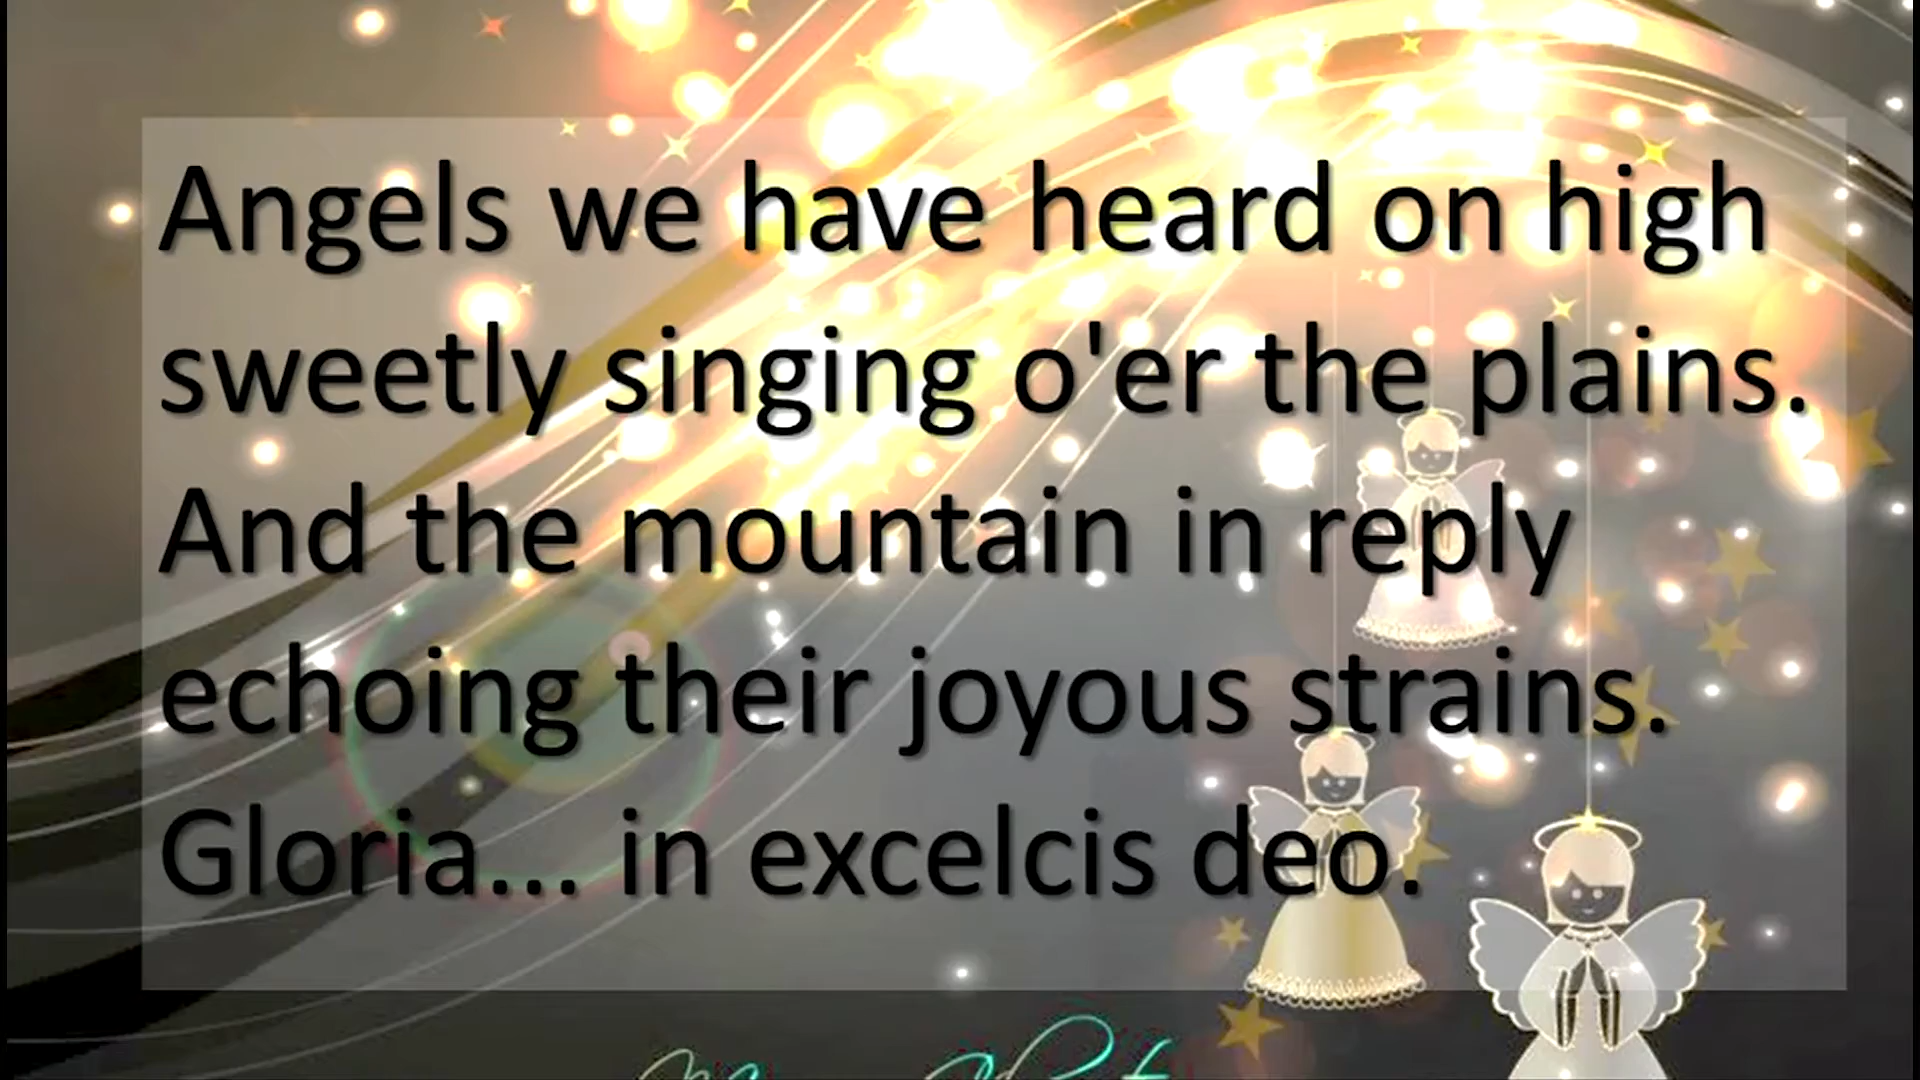 Angels we have heard on high
sweetly singing o'er the plains.
And the mountain in reply
echoing their joyous strains.
Gloria... in excelcis deo.